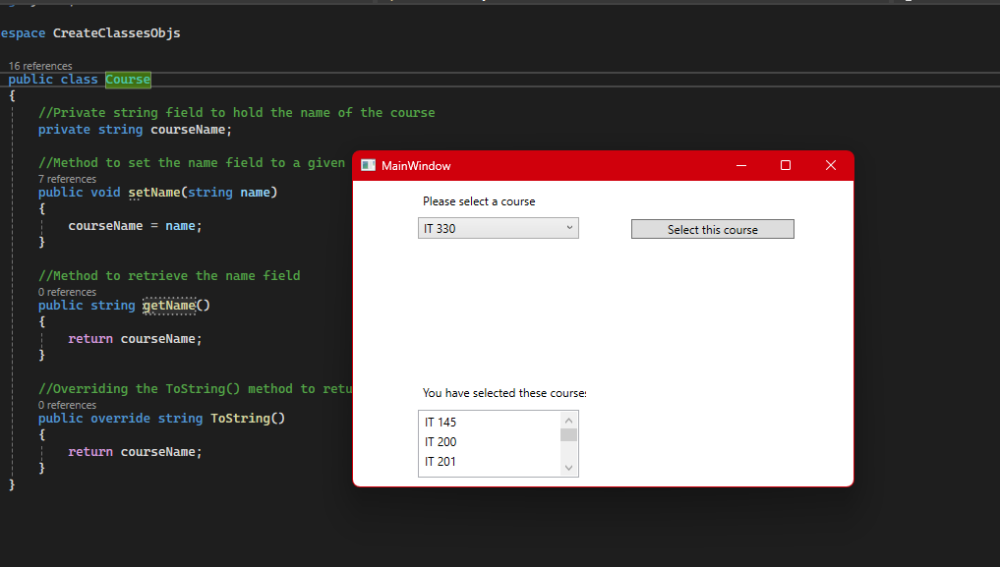 espace CreateClassesObjs
16 references
public class Course
{
//Private string field to hold the name of the course
private string courseName;
//Method to set the name field to a given
7 references
public void setName(string name)
{
courseName = name;
}
//Method to retrieve the name field
0 references
public string getName()
{
return courseName;
}
//Overriding the ToString() method to retu
0 references
public override string ToString()
{
return courseName;
}
}
MainWindow
Please select a course
IT 330
Select this course
You have selected these courses
IT 145
IT 200
IT 201